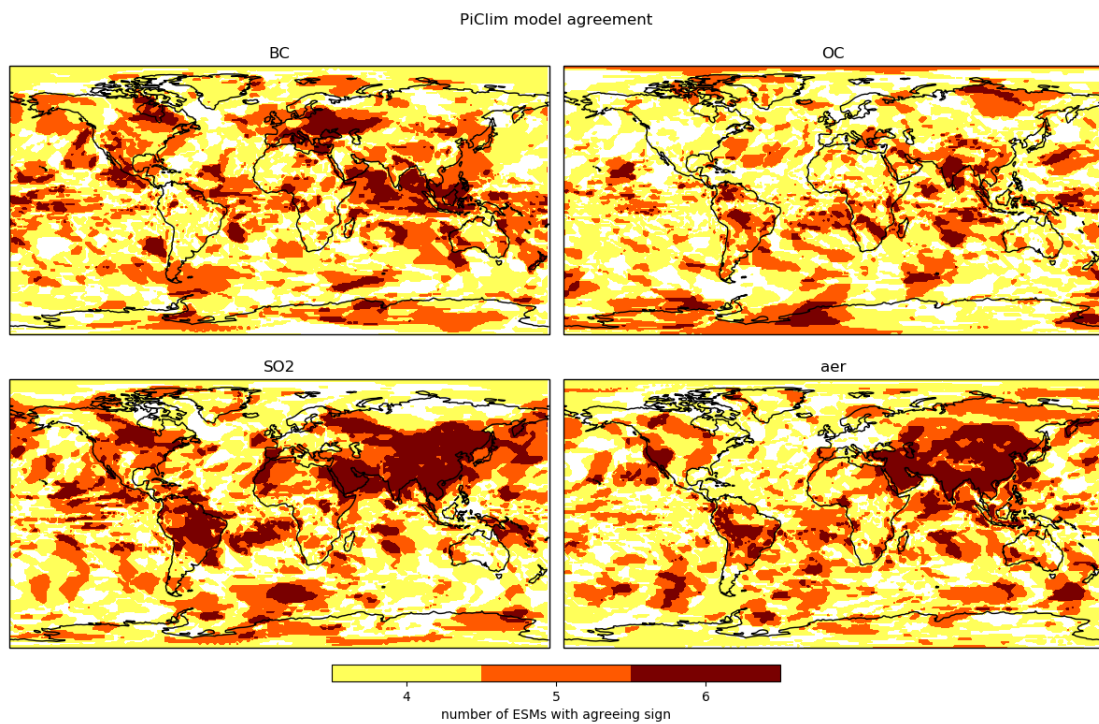 PiClim model agreement
BC
OC
SO2
aer
4 5 6
number of ESMs with agreeing sign